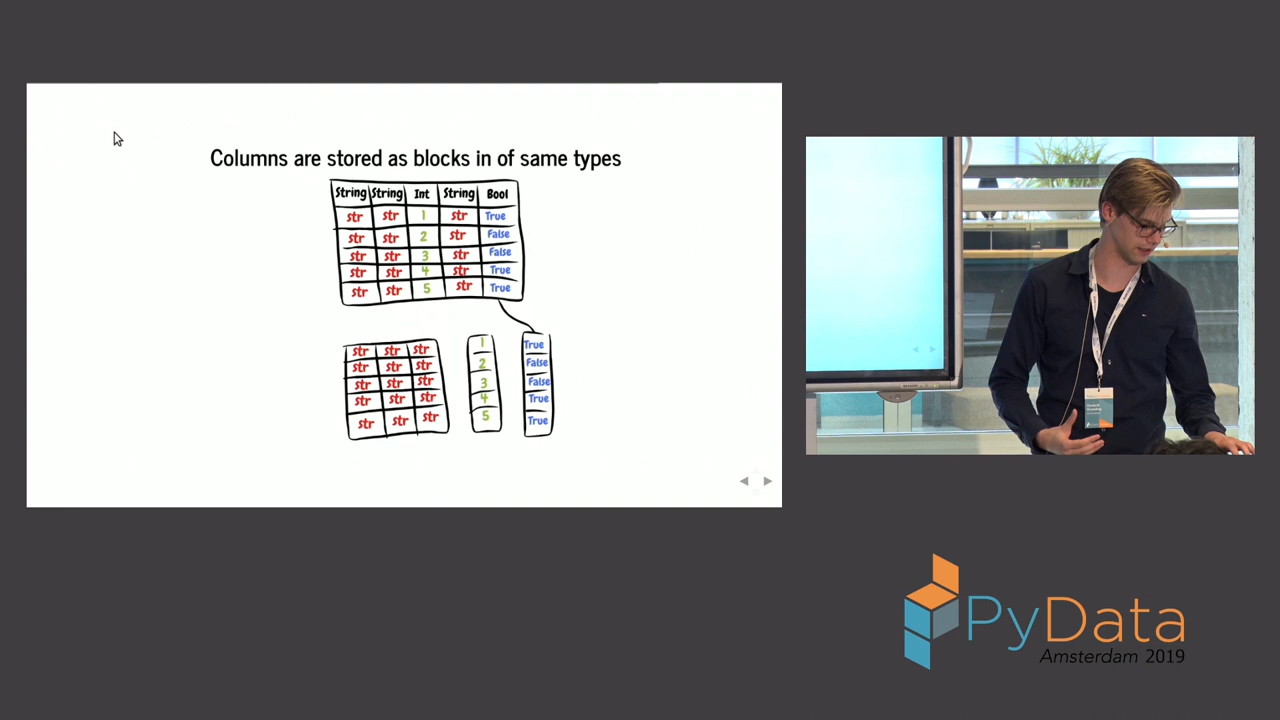 Columns are stored as blocks in of same types
String String Int String Bool
str str 1 str True
str str 2 str False
str str 3 str False
str str 4 str True
str str 5 str True
str str str 1 True
str str str 2 False
str str str 3 False
str str str 4 True
str str str 5 True
PyData
Amsterdam 2019